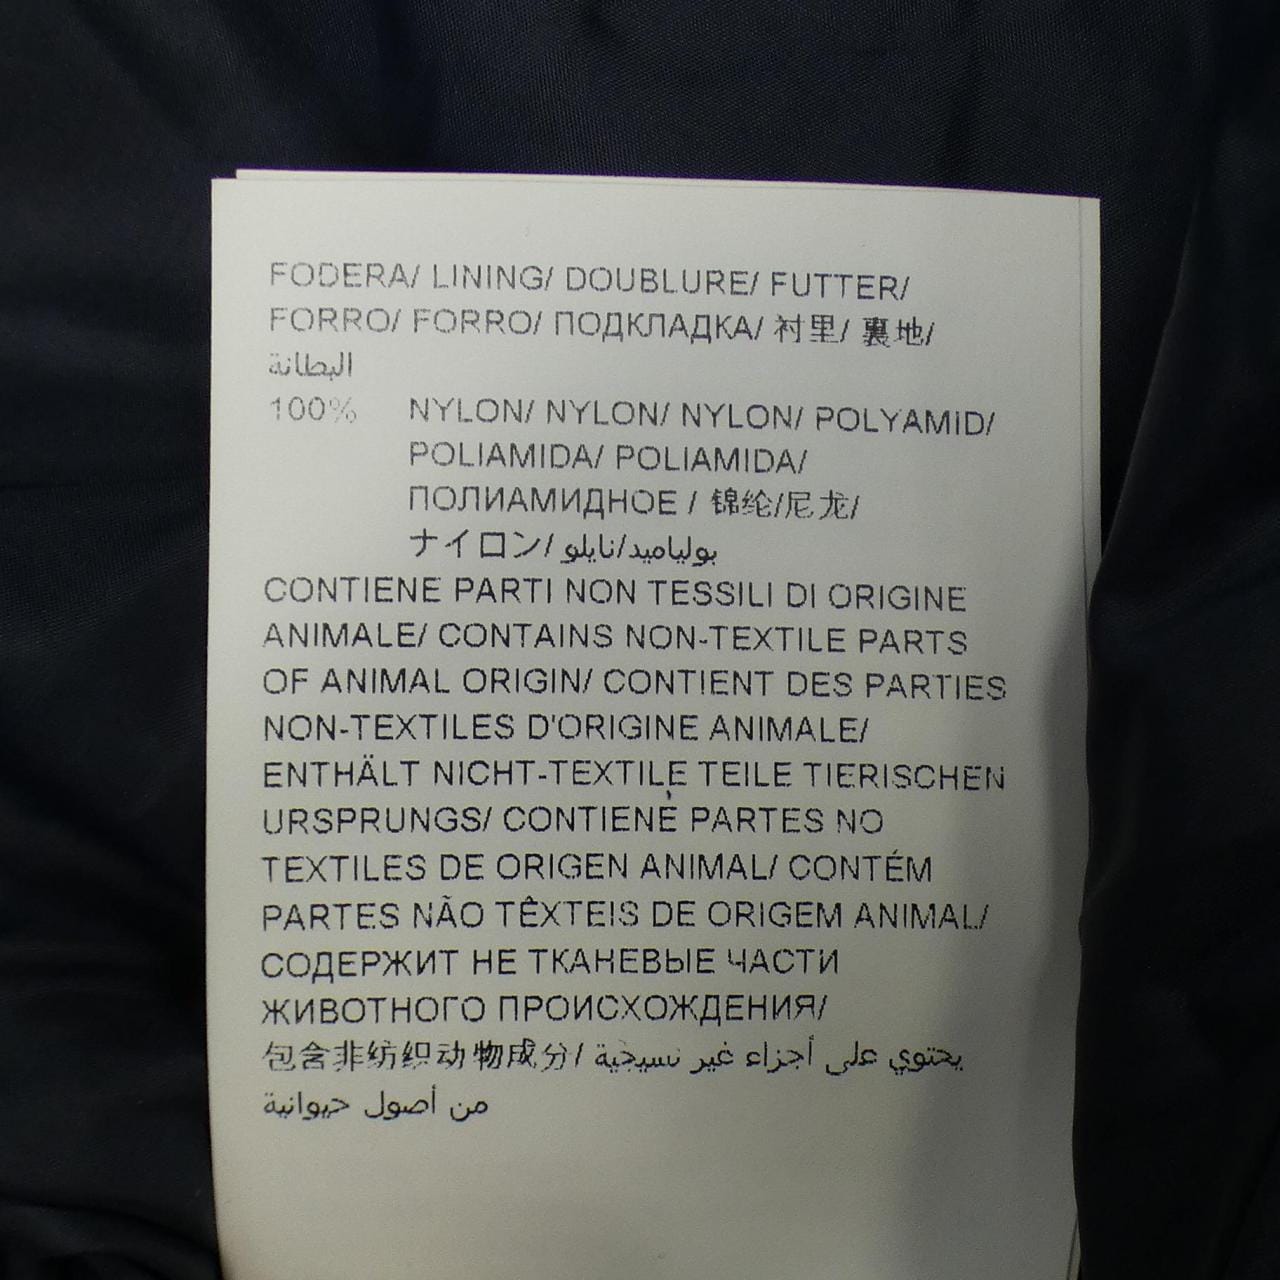 FODERA/ LINING/ DOUBLURE/ FUTTER/
FORRO/ FORRO/ ПОДКЛАДКА/ 衬里/ 裏地/
البطانة
100% NYLON/ NYLON/ NYLON/ POLYAMID/
POLIAMIDA/ POLIAMIDA/
ПОЛИАМИДНОЕ / 锦纶/尼龙/
ナイロン/ بولياميد/نايلو
CONTIENE PARTI NON TESSILI DI ORIGINE
ANIMALE/ CONTAINS NON-TEXTILE PARTS
OF ANIMAL ORIGIN/ CONTIENT DES PARTIES
NON-TEXTILES D'ORIGINE ANIMALE/
ENTHÄLT NICHT-TEXTILE TEILE TIERISCHEN
URSPRUNGS/ CONTIENE PARTES NO
TEXTILES DE ORIGEN ANIMAL/ CONTÉM
PARTES NÃO TÊXTEIS DE ORIGEM ANIMAL/
СОДЕРЖИТ НЕ ТКАНЕВЫЕ ЧАСТИ
ЖИВОТНОГО ПРОИСХОЖДЕНИЯ/
包含非纺织动物成分/ يحتوي على أجزاء غير نسيجية
من أصول حيوانية